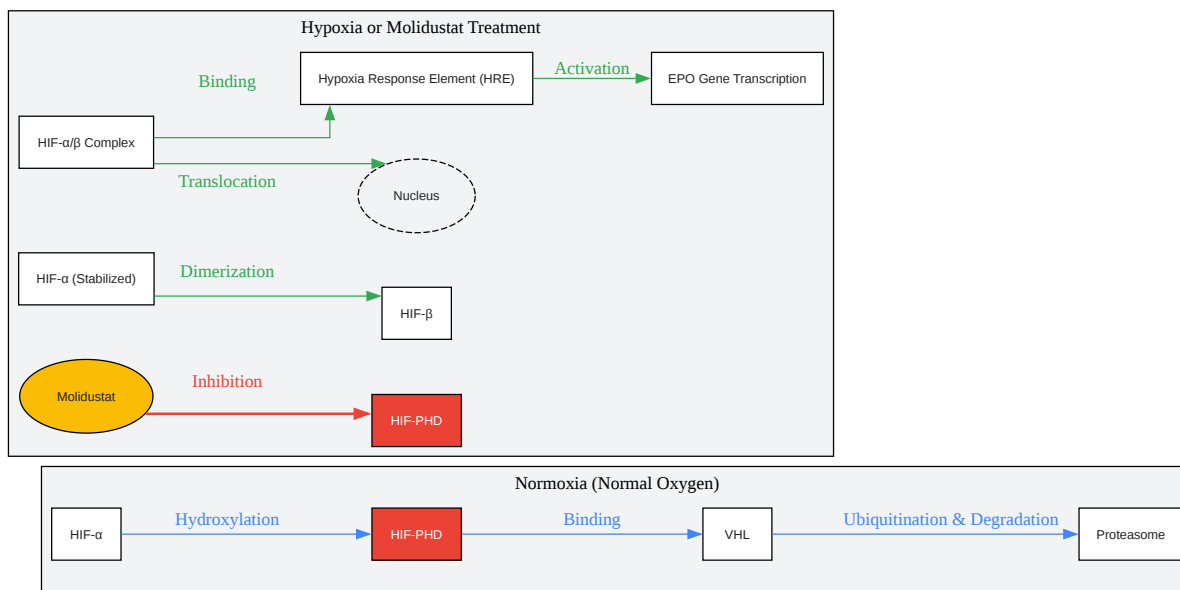 Hypoxia or Molidustat Treatment
Binding
Hypoxia Response Element (HRE)
Activation
EPO Gene Transcription
HIF-α/β Complex
Translocation
Nucleus
HIF-α (Stabilized)
Dimerization
HIF-β
Molidustat
Inhibition
HIF-PHD
Normoxia (Normal Oxygen)
HIF-α
Hydroxylation
HIF-PHD
Binding
VHL
Ubiquitination & Degradation
Proteasome